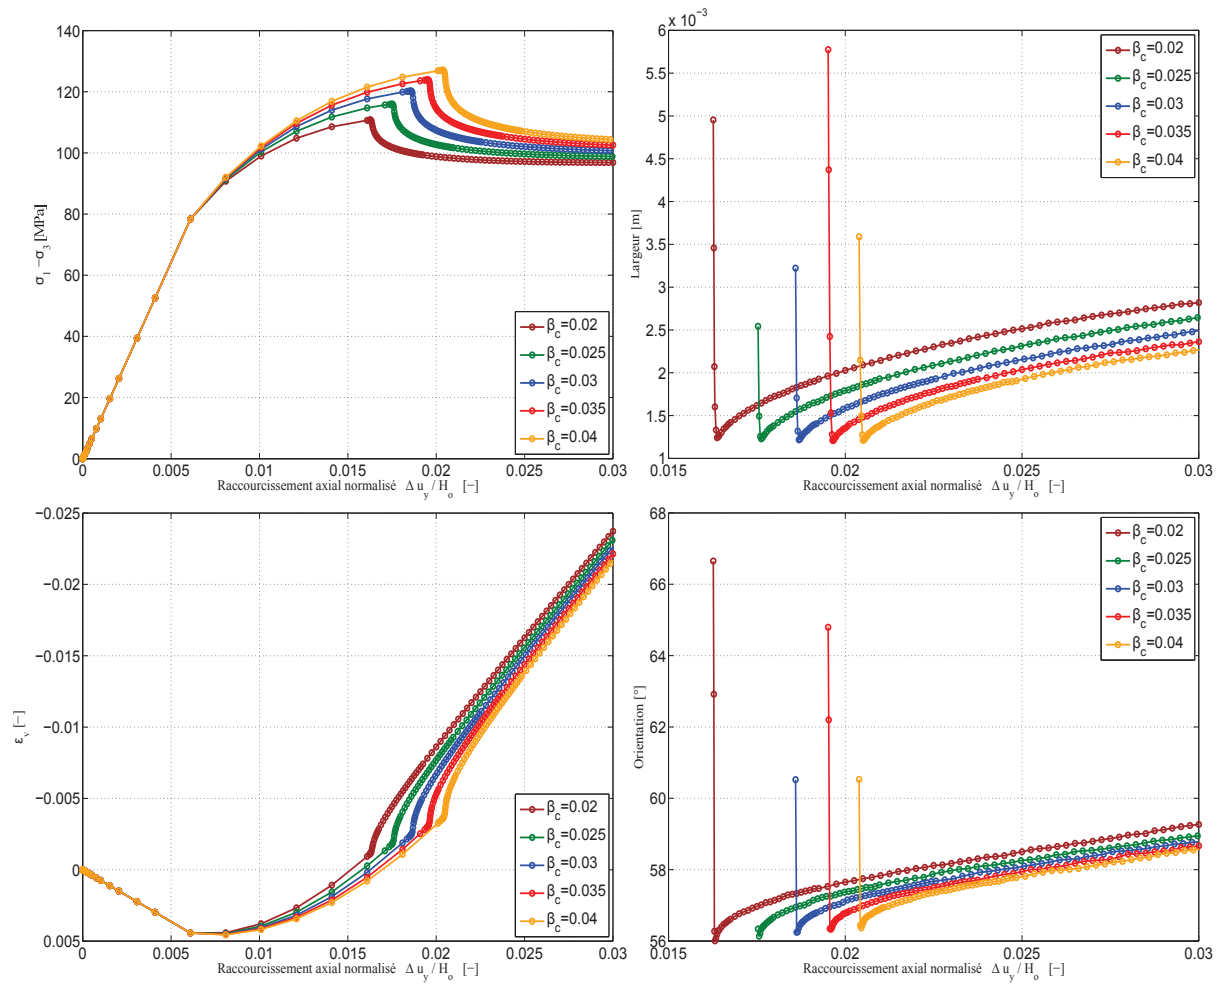 140
120
100
80
60
40
20
0
σ1 −σ3 [MPa]
0 0.005 0.01 0.015 0.02 0.025 0.03
Raccourcissement axial normalisé Δ uy / Ho [−]
βc=0.02
βc=0.025
βc=0.03
βc=0.035
βc=0.04
x 10−3
6
5.5
5
4.5
4
3.5
3
2.5
2
1.5
1
Largeur [m]
0.015 0.02 0.025 0.03
Raccourcissement axial normalisé Δ uy / Ho [−]
βc=0.02
βc=0.025
βc=0.03
βc=0.035
βc=0.04
−0.025
−0.02
−0.015
−0.01
−0.005
0
0.005
εv [−]
0 0.005 0.01 0.015 0.02 0.025 0.03
Raccourcissement axial normalisé Δ uy / Ho [−]
βc=0.02
βc=0.025
βc=0.03
βc=0.035
βc=0.04
68
66
64
62
60
58
56
Orientation [°]
0.015 0.02 0.025 0.03
Raccourcissement axial normalisé Δ uy / Ho [−]
βc=0.02
βc=0.025
βc=0.03
βc=0.035
βc=0.04